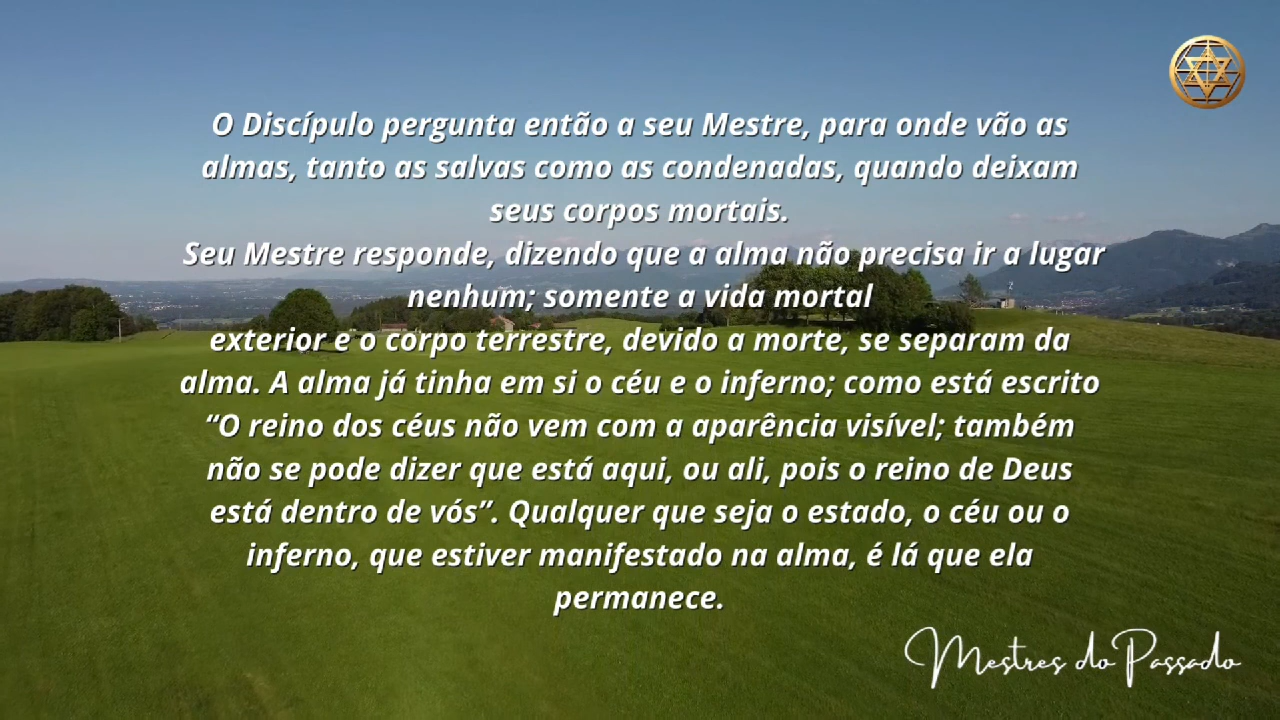 O Discípulo pergunta então a seu Mestre, para onde vão as
almas, tanto as salvas como as condenadas, quando deixam
seus corpos mortais.
Seu Mestre responde, dizendo que a alma não precisa ir a lugar
nenhum; somente a vida mortal
exterior e o corpo terrestre, devido a morte, se separam da
alma. A alma já tinha em si o céu e o inferno; como está escrito
“O reino dos céus não vem com a aparência visível; também
não se pode dizer que está aqui, ou ali, pois o reino de Deus
está dentro de vós”. Qualquer que seja o estado, o céu ou o
inferno, que estiver manifestado na alma, é lá que ela
permanece.
Mestres do Passado